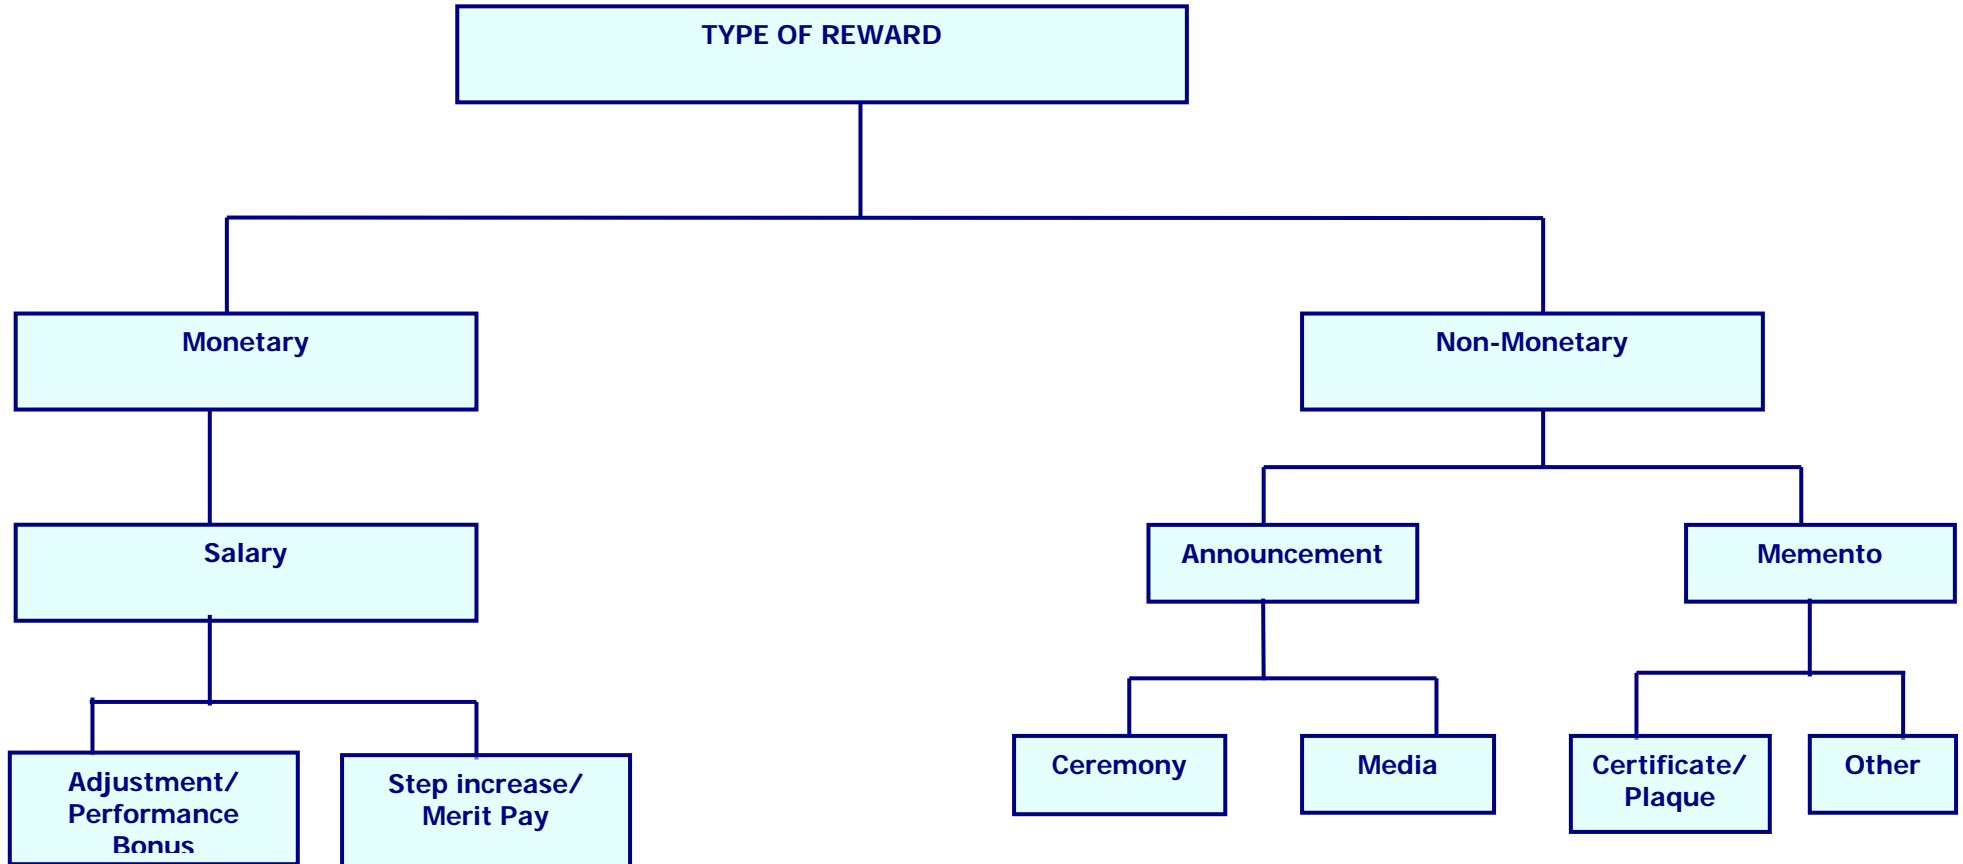 TYPE OF REWARD
Monetary
Non-Monetary
Salary
Announcement
Memento
Adjustment/
Performance
Bonus
Step increase/
Merit Pay
Ceremony
Media
Certificate/
Plaque
Other